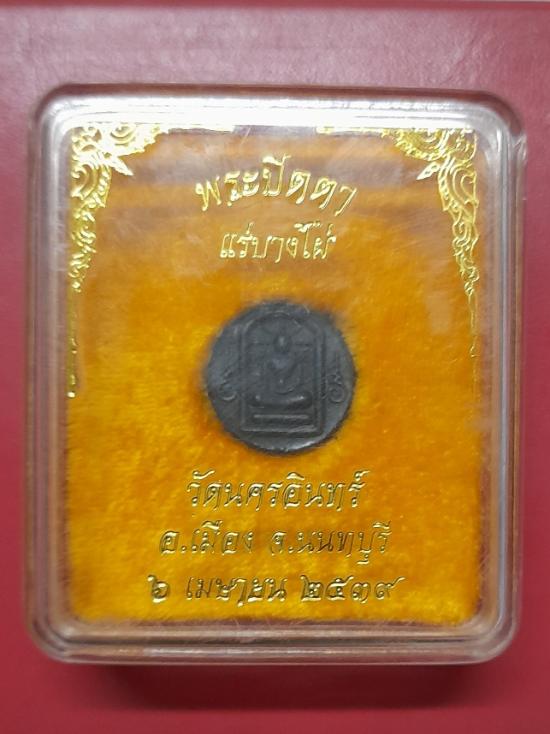 พระปิดตา
แร่บางไผ่
วัดนครอินทร์
อ.เมือง จ.นนทบุรี
๖ เมษายน ๒๕๓๙